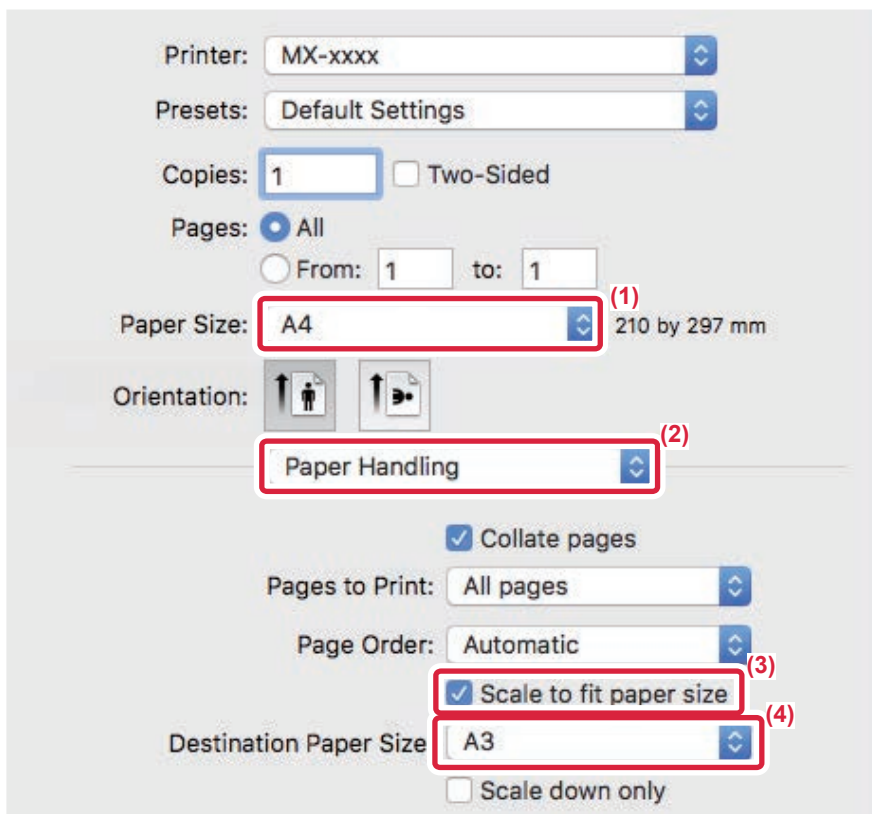 Printer: MX-xxxx
Presets: Default Settings
Copies: 1 Two-Sided
Pages: All
From: 1 to: 1
(1)
Paper Size: A4 210 by 297 mm
Orientation:
(2)
Paper Handling
Collate pages
Pages to Print: All pages
Page Order: Automatic
(3)
Scale to fit paper size
(4)
Destination Paper Size A3
Scale down only